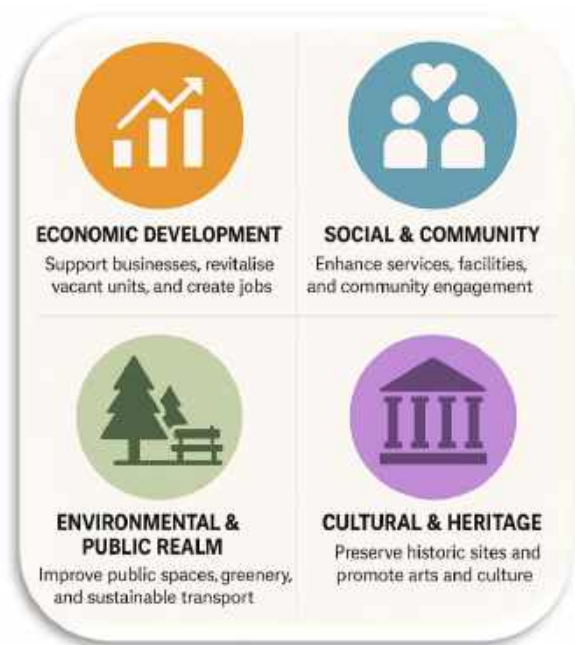 ECONOMIC DEVELOPMENT
Support businesses, revitalise
vacant units, and create jobs
SOCIAL & COMMUNITY
Enhance services, facilities,
and community engagement
ENVIRONMENTAL &
PUBLIC REALM
Improve public spaces, greenery,
and sustainable transport
CULTURAL & HERITAGE
Preserve historic sites and
promote arts and culture